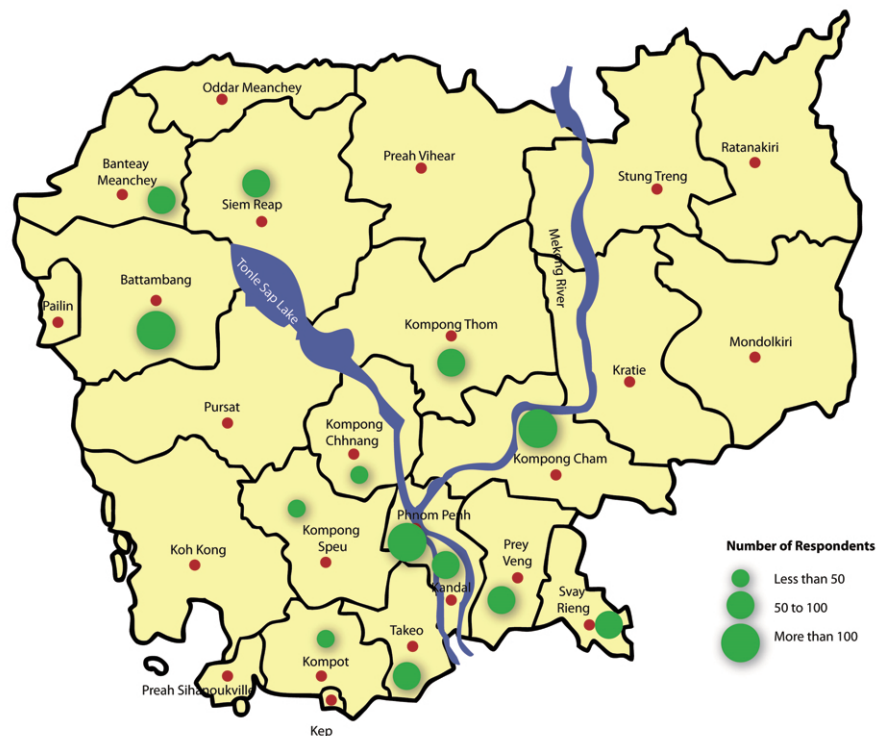 Oddar Meanchey
Banteay
Meanchey
Siem Reap
Preah Vihear
Stung Treng
Ratanakiri
Mekong River
Tonle Sap Lake
Battambang
Pailin
Kompong Thom
Mondolkiri
Kratie
Pursat
Kompong
Chhnang
Kompong Cham
Phnom Penh
Kompong
Speu
Koh Kong
Prey
Veng
Kandal
Svay
Rieng
Takeo
Kompot
Preah Sihanoukville
Kep
Number of Respondents
Less than 50
50 to 100
More than 100